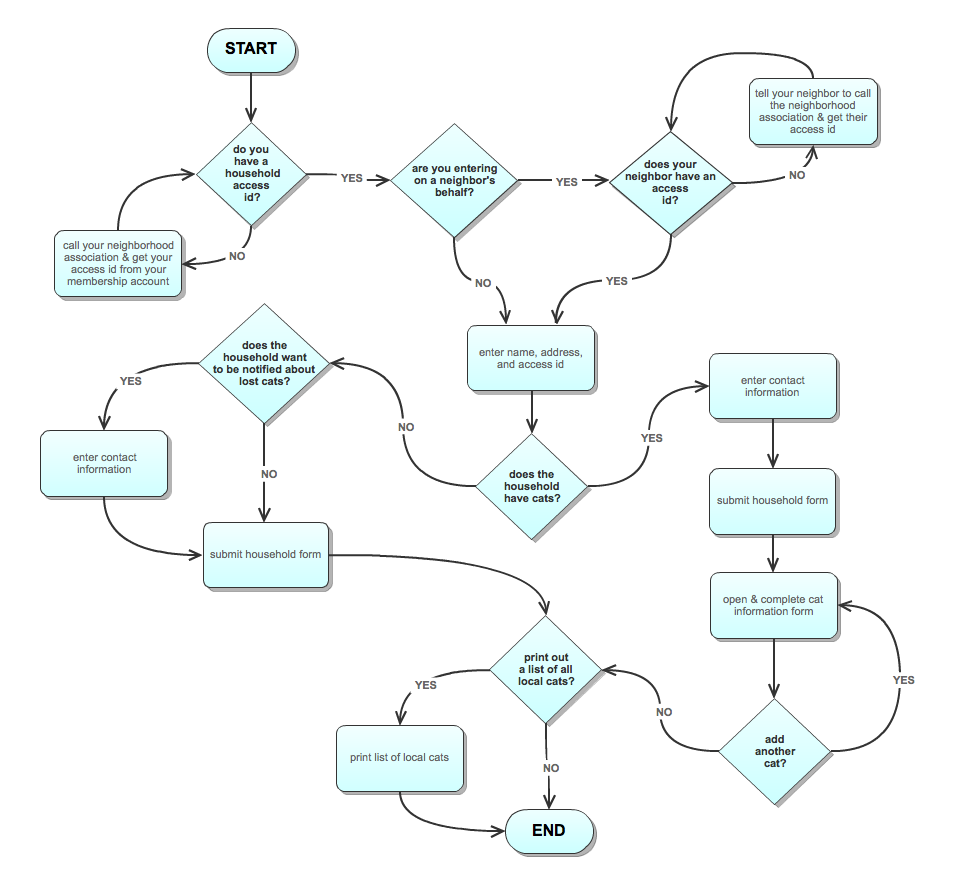 START
do you
have a
household
access
id?
YES
NO
call your neighborhood
association & get your
access id from your
membership account
are you entering
on a neighbor's
behalf?
YES
NO
does your
neighbor have an
access
id?
NO
YES
tell your neighbor to call
the neighborhood
association & get their
access id
enter name, address,
and access id
does the
household
have cats?
NO
YES
does the
household want
to be notified about
lost cats?
YES
NO
enter contact
information
submit household form
enter contact
information
submit household form
open & complete cat
information form
add
another
cat?
YES
NO
print out
a list of all
local cats?
YES
NO
print list of local cats
END